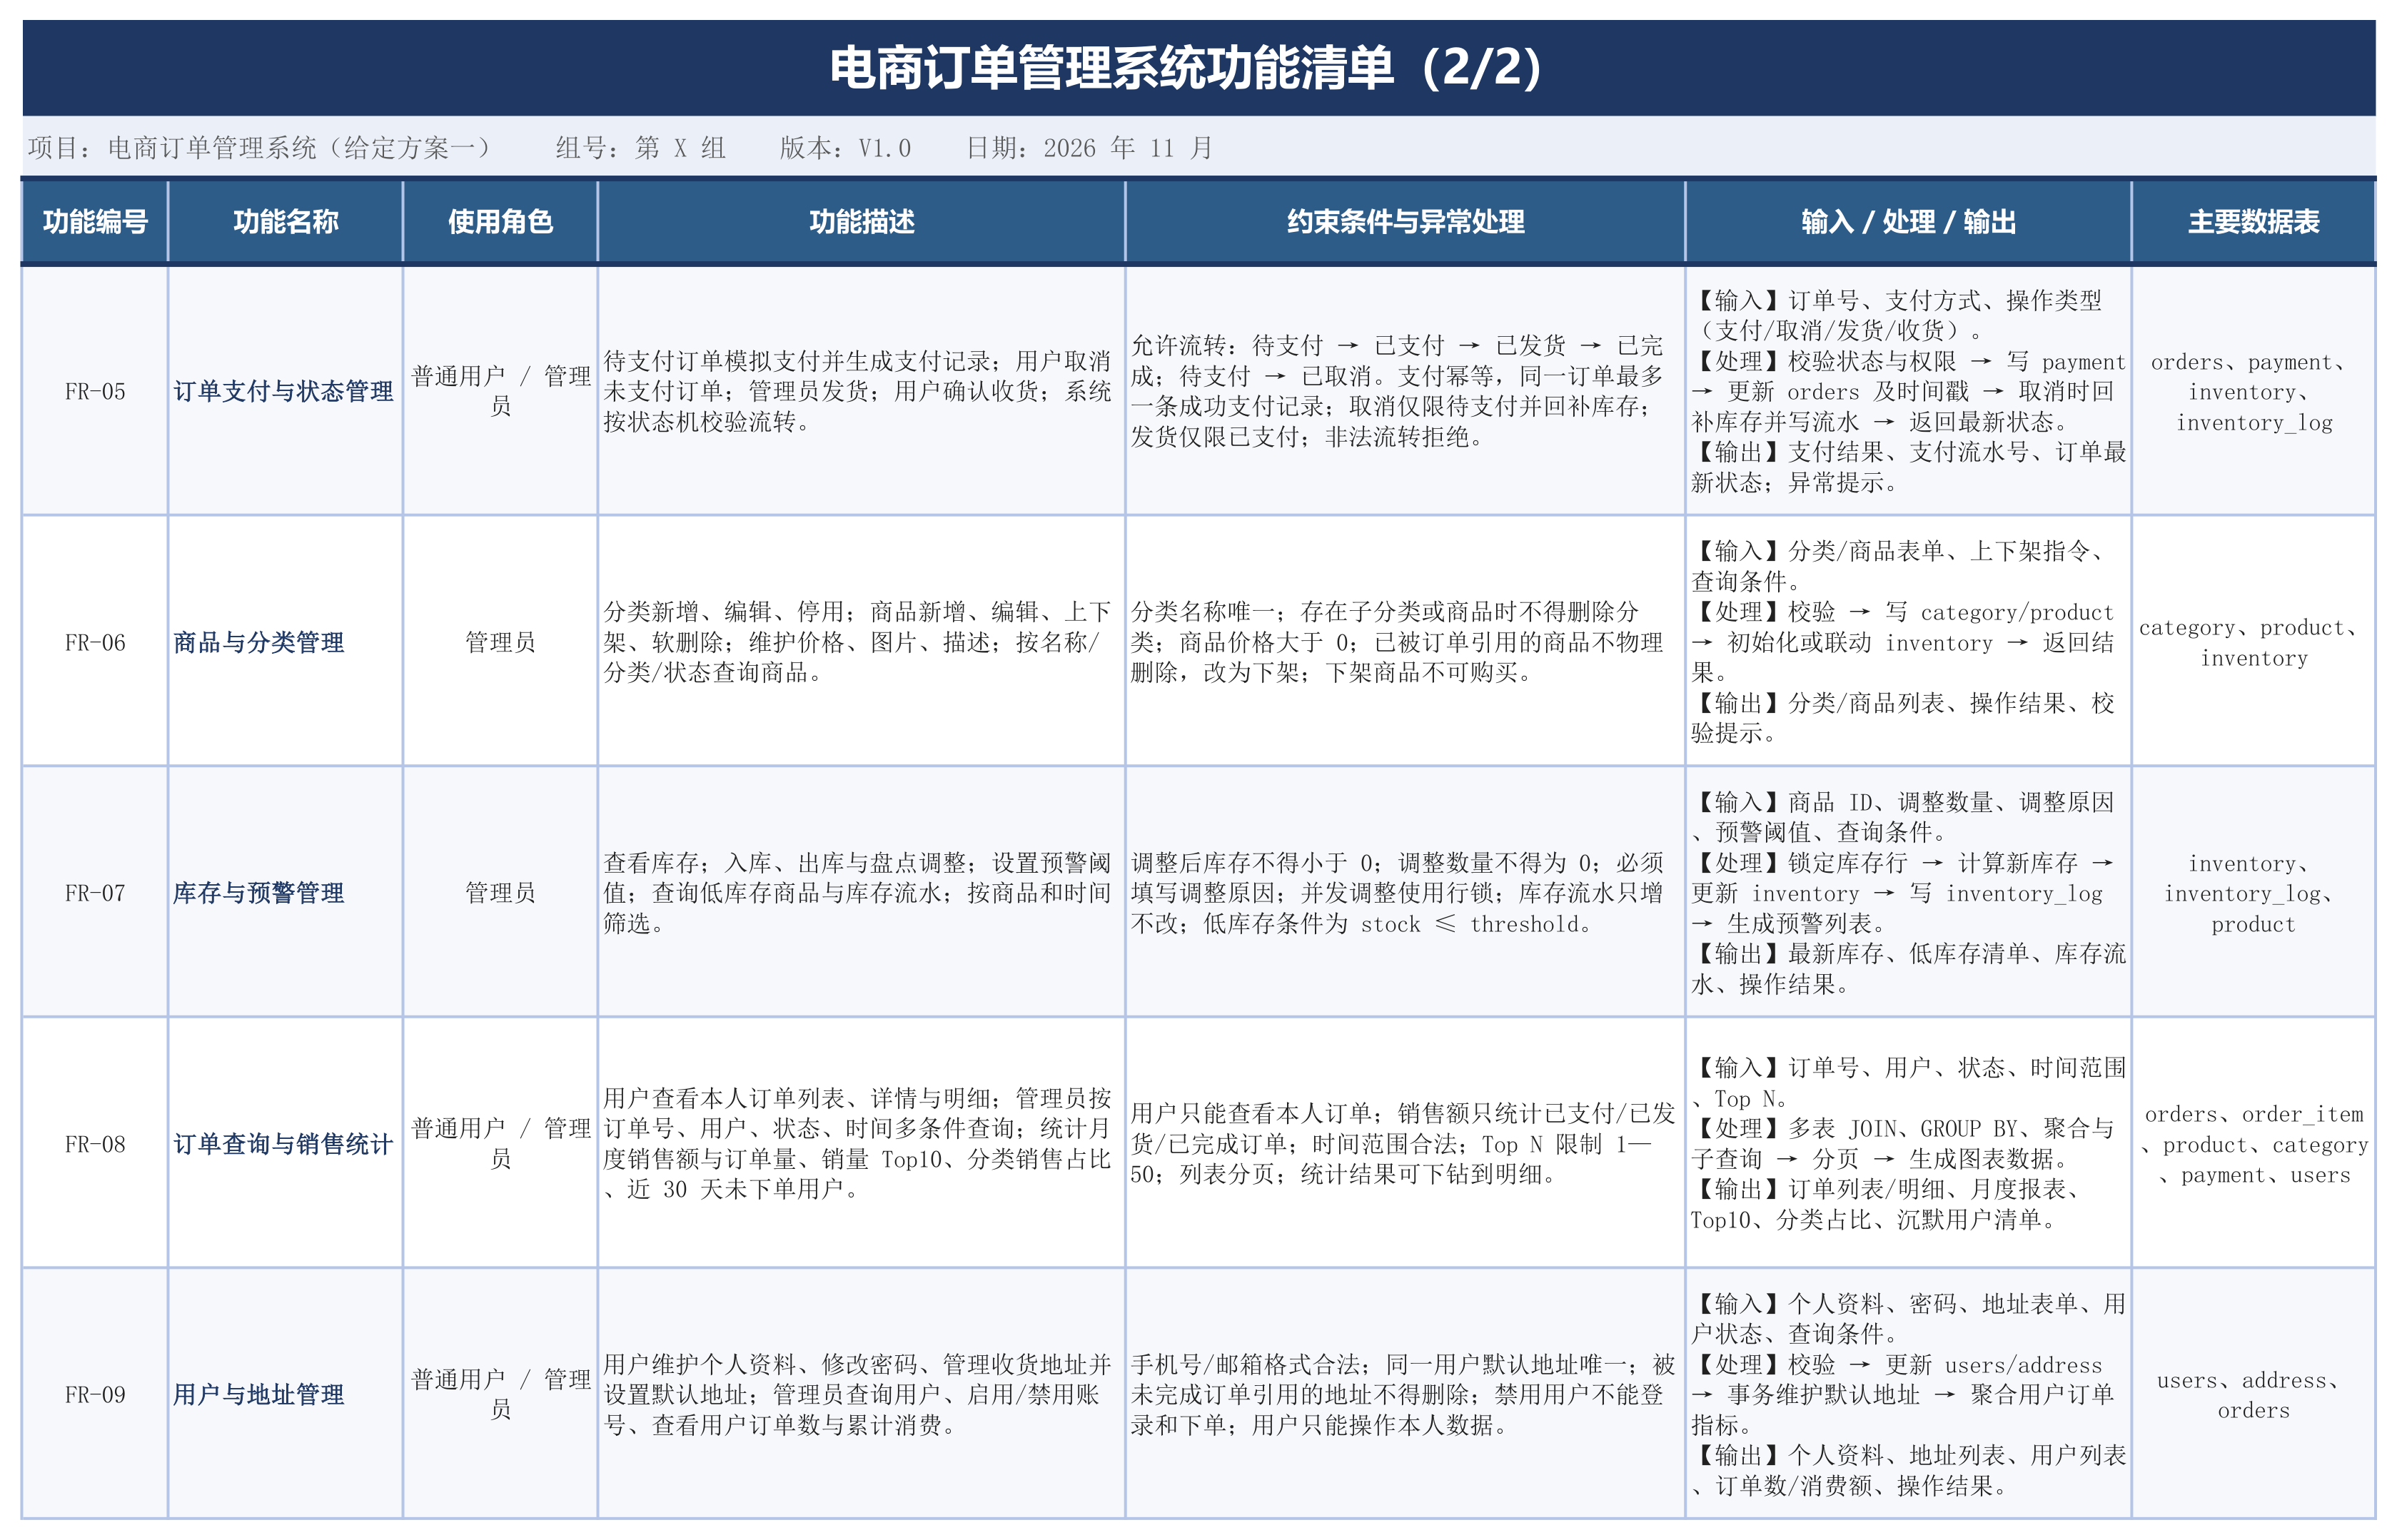 电商订单管理系统功能清单（2/2）
项目：电商订单管理系统（给定方案一）　　组号：第 X 组　　版本：V1.0　　日期：2026 年 11 月
功能编号
功能名称
使用角色
功能描述
约束条件与异常处理
输入 / 处理 / 输出
主要数据表
FR-05
订单支付与状态管理
普通用户 / 管理
员
待支付订单模拟支付并生成支付记录；用户取消
未支付订单；管理员发货；用户确认收货；系统
按状态机校验流转。
允许流转：待支付 → 已支付 → 已发货 → 已完
成；待支付 → 已取消。支付幂等，同一订单最多
一条成功支付记录；取消仅限待支付并回补库存；
发货仅限已支付；非法流转拒绝。
【输入】订单号、支付方式、操作类型
（支付/取消/发货/收货）。
【处理】校验状态与权限 → 写 payment
→ 更新 orders 及时间戳 → 取消时回
补库存并写流水 → 返回最新状态。
【输出】支付结果、支付流水号、订单最
新状态；异常提示。
orders、payment、
inventory、
inventory_log
FR-06
商品与分类管理
管理员
分类新增、编辑、停用；商品新增、编辑、上下
架、软删除；维护价格、图片、描述；按名称/
分类/状态查询商品。
分类名称唯一；存在子分类或商品时不得删除分
类；商品价格大于 0；已被订单引用的商品不物理
删除，改为下架；下架商品不可购买。
【输入】分类/商品表单、上下架指令、
查询条件。
【处理】校验 → 写 category/product
→ 初始化或联动 inventory → 返回结
果。
【输出】分类/商品列表、操作结果、校
验提示。
category、product、
inventory
FR-07
库存与预警管理
管理员
查看库存；入库、出库与盘点调整；设置预警阈
值；查询低库存商品与库存流水；按商品和时间
筛选。
调整后库存不得小于 0；调整数量不得为 0；必须
填写调整原因；并发调整使用行锁；库存流水只增
不改；低库存条件为 stock ≤ threshold。
【输入】商品 ID、调整数量、调整原因
、预警阈值、查询条件。
【处理】锁定库存行 → 计算新库存 →
更新 inventory → 写 inventory_log
→ 生成预警列表。
【输出】最新库存、低库存清单、库存流
水、操作结果。
inventory、
inventory_log、
product
FR-08
订单查询与销售统计
普通用户 / 管理
员
用户查看本人订单列表、详情与明细；管理员按
订单号、用户、状态、时间多条件查询；统计月
度销售额与订单量、销量 Top10、分类销售占比
、近 30 天未下单用户。
用户只能查看本人订单；销售额只统计已支付/已发
货/已完成订单；时间范围合法；Top N 限制 1—
50；列表分页；统计结果可下钻到明细。
【输入】订单号、用户、状态、时间范围
、Top N。
【处理】多表 JOIN、GROUP BY、聚合与
子查询 → 分页 → 生成图表数据。
【输出】订单列表/明细、月度报表、
Top10、分类占比、沉默用户清单。
orders、order_item
、product、category
、payment、users
FR-09
用户与地址管理
普通用户 / 管理
员
用户维护个人资料、修改密码、管理收货地址并
设置默认地址；管理员查询用户、启用/禁用账
号、查看用户订单数与累计消费。
手机号/邮箱格式合法；同一用户默认地址唯一；被
未完成订单引用的地址不得删除；禁用用户不能登
录和下单；用户只能操作本人数据。
【输入】个人资料、密码、地址表单、用
户状态、查询条件。
【处理】校验 → 更新 users/address
→ 事务维护默认地址 → 聚合用户订单
指标。
【输出】个人资料、地址列表、用户列表
、订单数/消费额、操作结果。
users、address、
orders